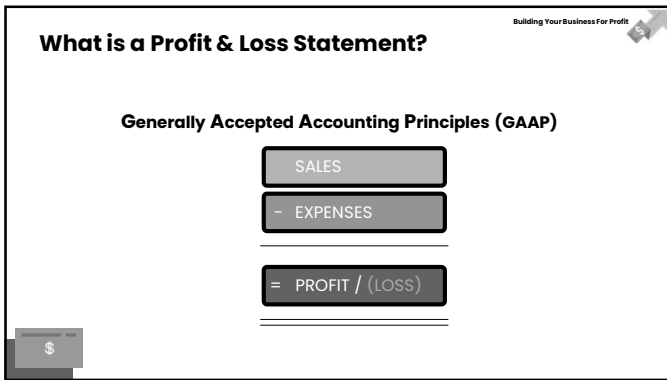 Building Your Business For Profit
What is a Profit & Loss Statement?
Generally Accepted Accounting Principles (GAAP)
SALES
- EXPENSES
= PROFIT / (LOSS)
$
$